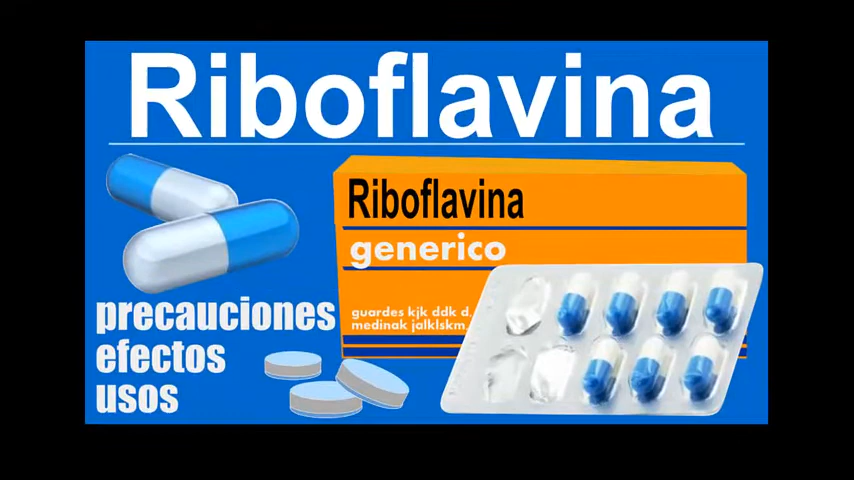 Riboflavina
Riboflavina
generico
guardes kjk ddk d.
medinak jalklskm.
precauciones
efectos
usos